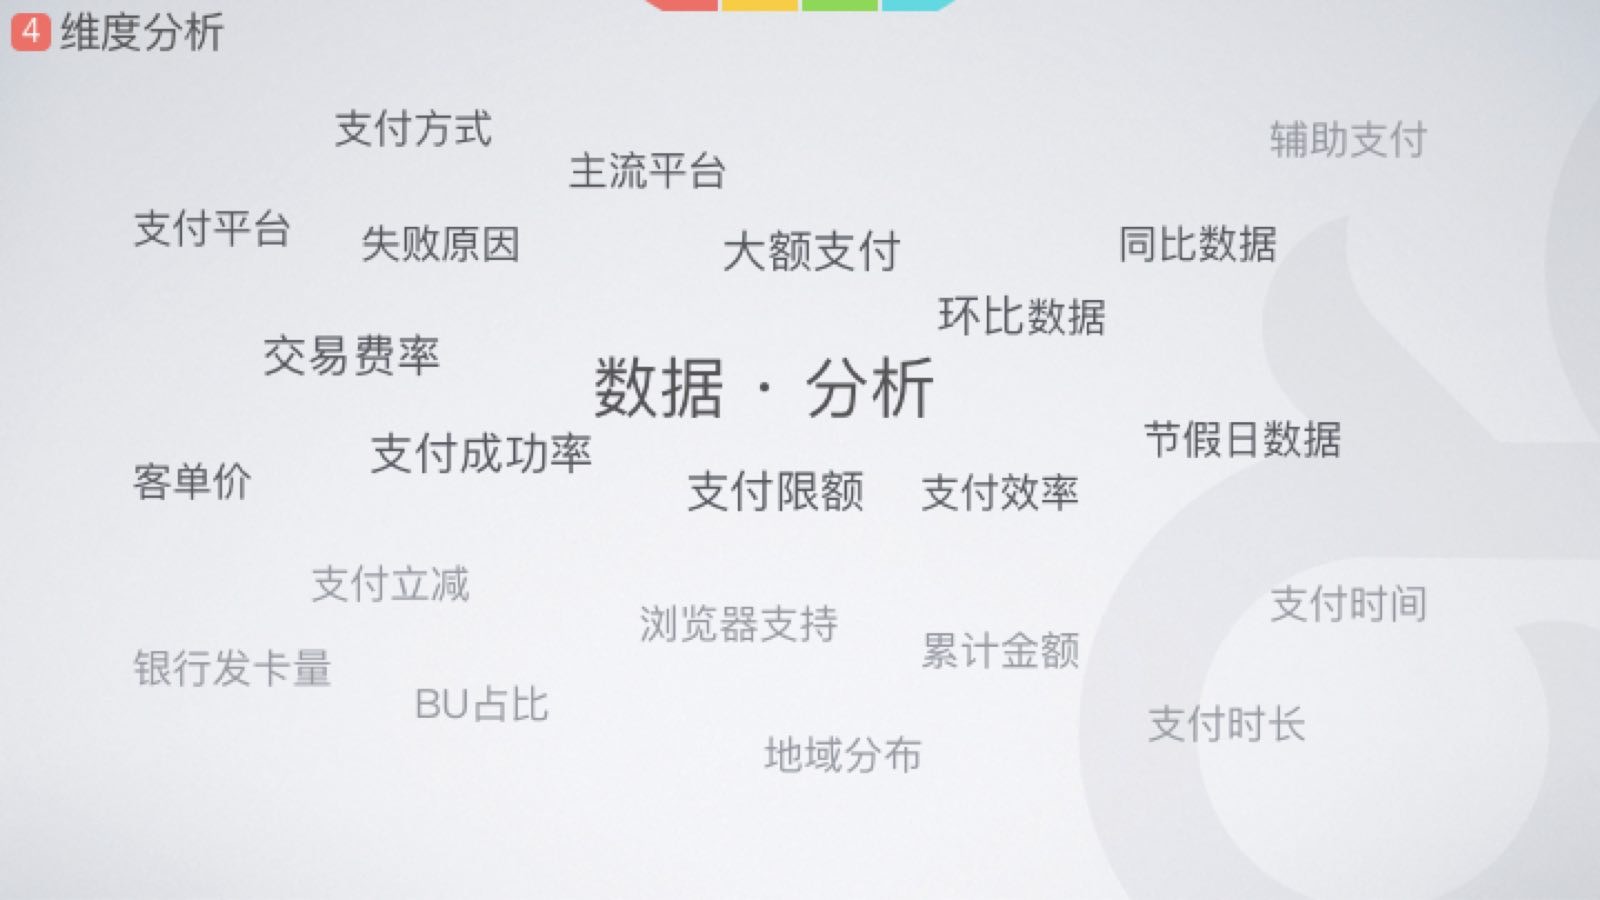 4 维度分析
支付方式
辅助支付
主流平台
支付平台
失败原因
大额支付
同比数据
环比数据
交易费率
数据 · 分析
节假日数据
支付成功率
客单价
支付限额
支付效率
支付立减
支付时间
浏览器支持
累计金额
银行发卡量
BU占比
支付时长
地域分布